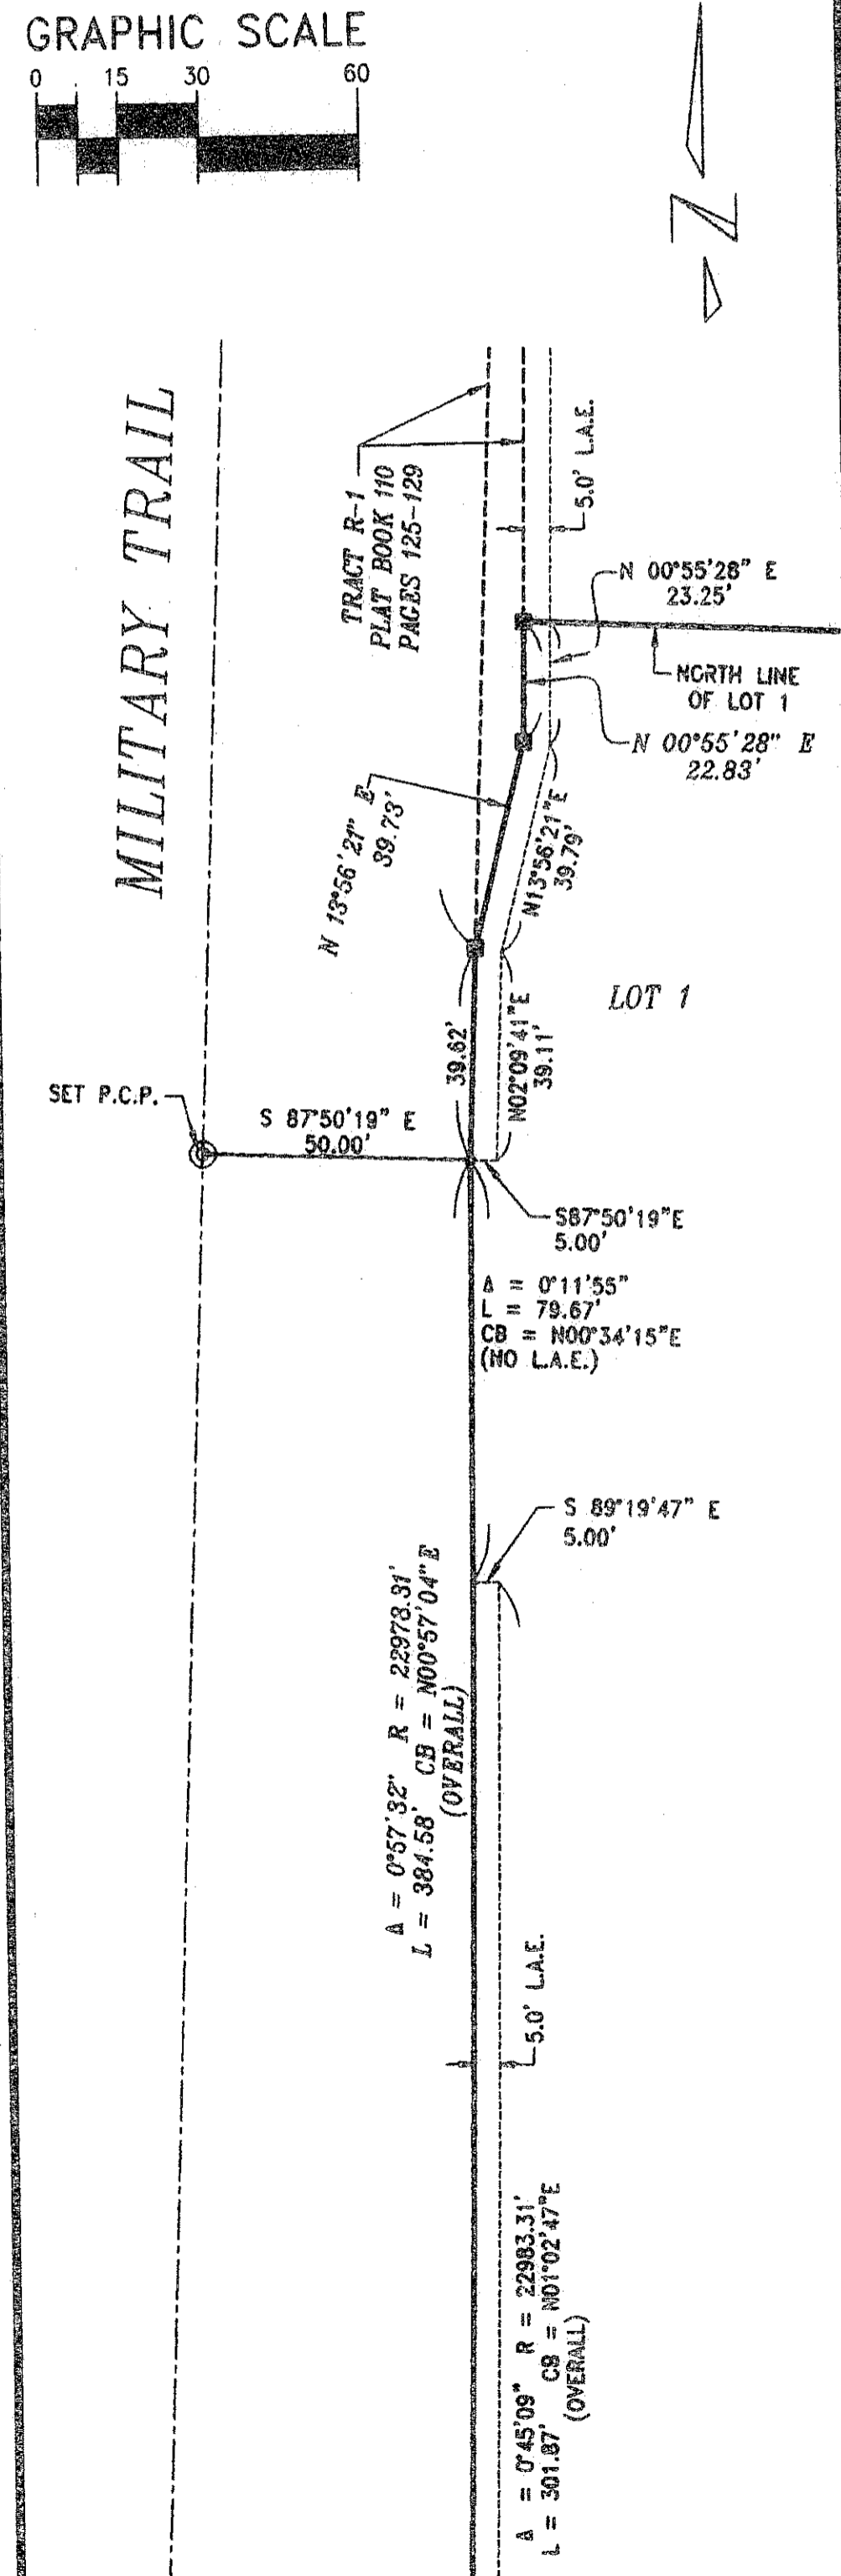 GRAPHIC SCALE
0 15 30 60
N
MILITARY TRAIL
TRACT R-1
PLAT BOOK 110
PAGES 125-129
5.0' L.A.E.
N 00°55'28" E
23.25'
NORTH LINE
OF LOT 1
N 00°55'28" E
22.83'
N 13°56'21" E
39.73'
N13°56'21"E
39.79'
LOT 1
39.62'
N02°09'41"E
39.11'
SET P.C.P.
S 87°50'19" E
50.00'
S87°50'19"E
5.00'
Δ = 0°11'55"
L = 79.67'
CB = N00°34'15"E
(NO L.A.E.)
S 89°19'47" E
5.00'
Δ = 0°57'32" R = 22978.31'
L = 384.58' CB = N00°57'04"E
(OVERALL)
5.0' L.A.E.
Δ = 0°45'09" R = 22983.31'
L = 301.87' CB = N01°02'47"E
(OVERALL)